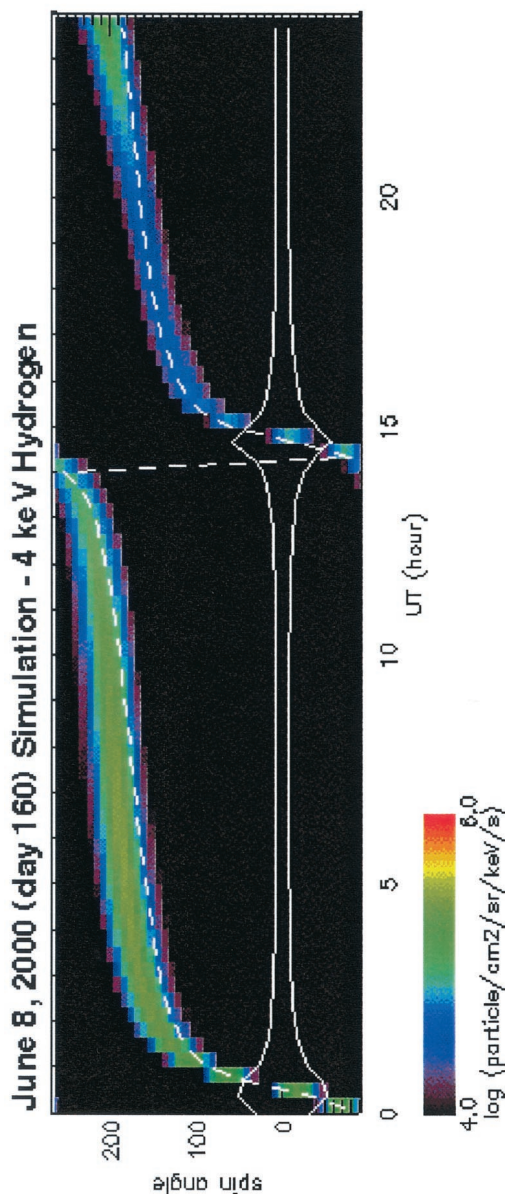 June 8, 2000 (day 160) Simulation - 4 keV Hydrogen
spin angle
200
100
0
0
5
10
15
20
UT (hour)
4.0
6.0
log (particle/cm2/sr/keV/s)